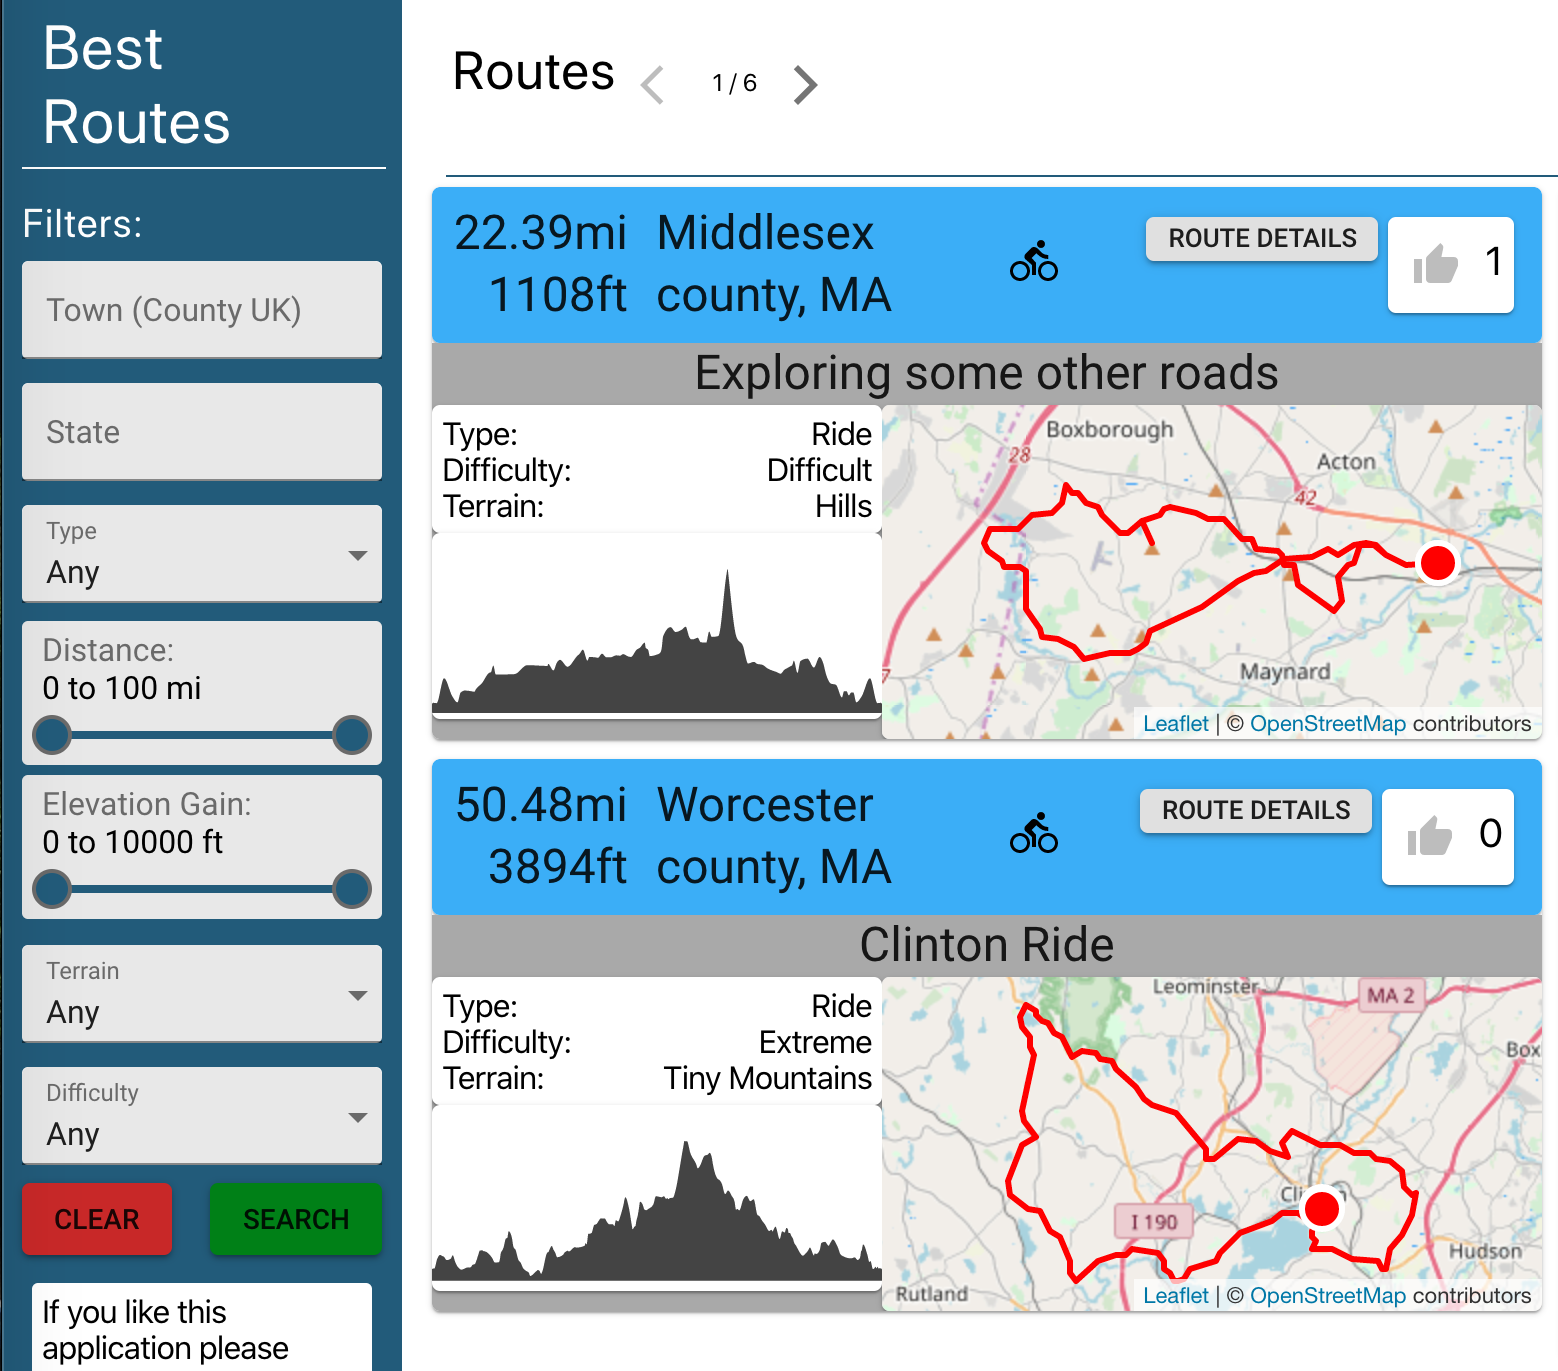 Best
Routes
Filters:
Town (County UK)
State
Type
Any
Distance:
0 to 100 mi
Elevation Gain:
0 to 10000 ft
Terrain
Any
Difficulty
Any
CLEAR
SEARCH
If you like this
application please
Routes
1 / 6
22.39mi
1108ft
Middlesex
county, MA
ROUTE DETAILS
1
Exploring some other roads
Type: Ride
Difficulty: Difficult
Terrain: Hills
Boxborough
28
Acton
42
Maynard
7
Leaflet | © OpenStreetMap contributors
50.48mi
3894ft
Worcester
county, MA
ROUTE DETAILS
0
Clinton Ride
Type: Ride
Difficulty: Extreme
Terrain: Tiny Mountains
Leominster
MA 2
Box
I 190
Hudson
Rutland
Leaflet | © OpenStreetMap contributors